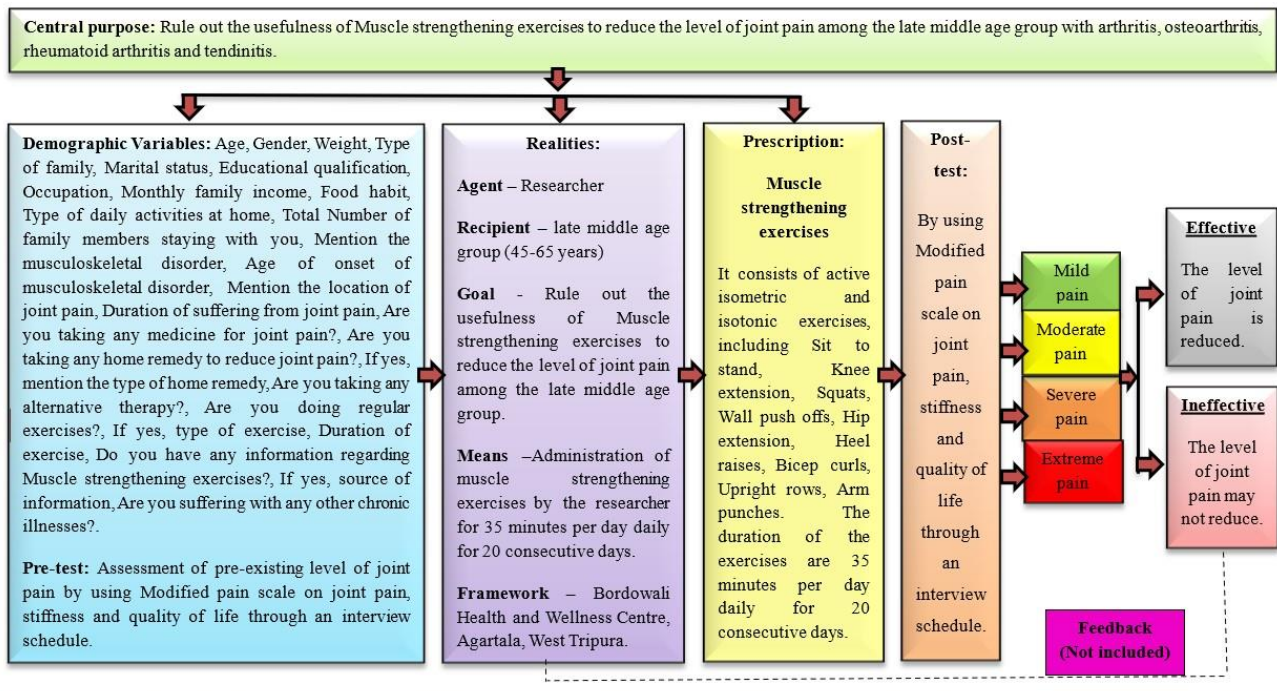 Central purpose: Rule out the usefulness of Muscle strengthening exercises to reduce the level of joint pain among the late middle age group with arthritis, osteoarthritis,
rheumatoid arthritis and tendinitis.
Demographic Variables: Age, Gender, Weight, Type
of family, Marital status, Educational qualification,
Occupation, Monthly family income, Food habit,
Type of daily activities at home, Total Number of
family members staying with you, Mention the
musculoskeletal disorder, Age of onset of
musculoskeletal disorder, Mention the location of
joint pain, Duration of suffering from joint pain, Are
you taking any medicine for joint pain?, Are you
taking any home remedy to reduce joint pain?, If yes,
mention the type of home remedy, Are you taking any
alternative therapy?, Are you doing regular
exercises?, If yes, type of exercise, Duration of
exercise, Do you have any information regarding
Muscle strengthening exercises?, If yes, source of
information, Are you suffering with any other chronic
illnesses?.
Pre-test: Assessment of pre-existing level of joint
pain by using Modified pain scale on joint pain,
stiffness and quality of life through an interview
schedule.
Realities:
Agent – Researcher
Recipient – late middle age
group (45-65 years)
Goal - Rule out the
usefulness of Muscle
strengthening exercises to
reduce the level of joint pain
among the late middle age
group.
Means –Administration of
muscle strengthening
exercises by the researcher
for 35 minutes per day daily
for 20 consecutive days.
Framework – Bordowali
Health and Wellness Centre,
Agartala, West Tripura.
Prescription:
Muscle
strengthening
exercises
It consists of active
isometric and
isotonic exercises,
including Sit to
stand, Knee
extension, Squats,
Wall push offs, Hip
extension, Heel
raises, Bicep curls,
Upright rows, Arm
punches. The
duration of the
exercises are 35
minutes per day
daily for 20
consecutive days.
Post-
test:
By using
Modified
pain
scale on
joint
pain,
stiffness
and
quality of
life
through
an
interview
schedule.
Mild
pain
Moderate
pain
Severe
pain
Extreme
pain
Effective
The level
of joint
pain is
reduced.
Ineffective
The level
of joint
pain may
not reduce.
Feedback
(Not included)